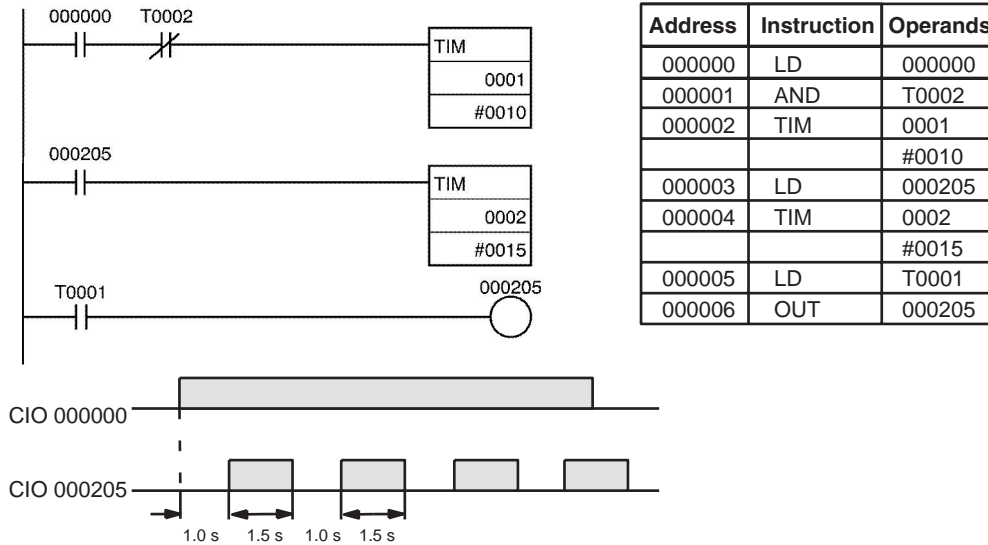 000000 T0002
TIM
0001
#0010
000205
TIM
0002
#0015
T0001
000205
Address Instruction Operands
000000 LD 000000
000001 AND T0002
000002 TIM 0001
#0010
000003 LD 000205
000004 TIM 0002
#0015
000005 LD T0001
000006 OUT 000205
CIO 000000
CIO 000205
1.0 s 1.5 s 1.0 s 1.5 s